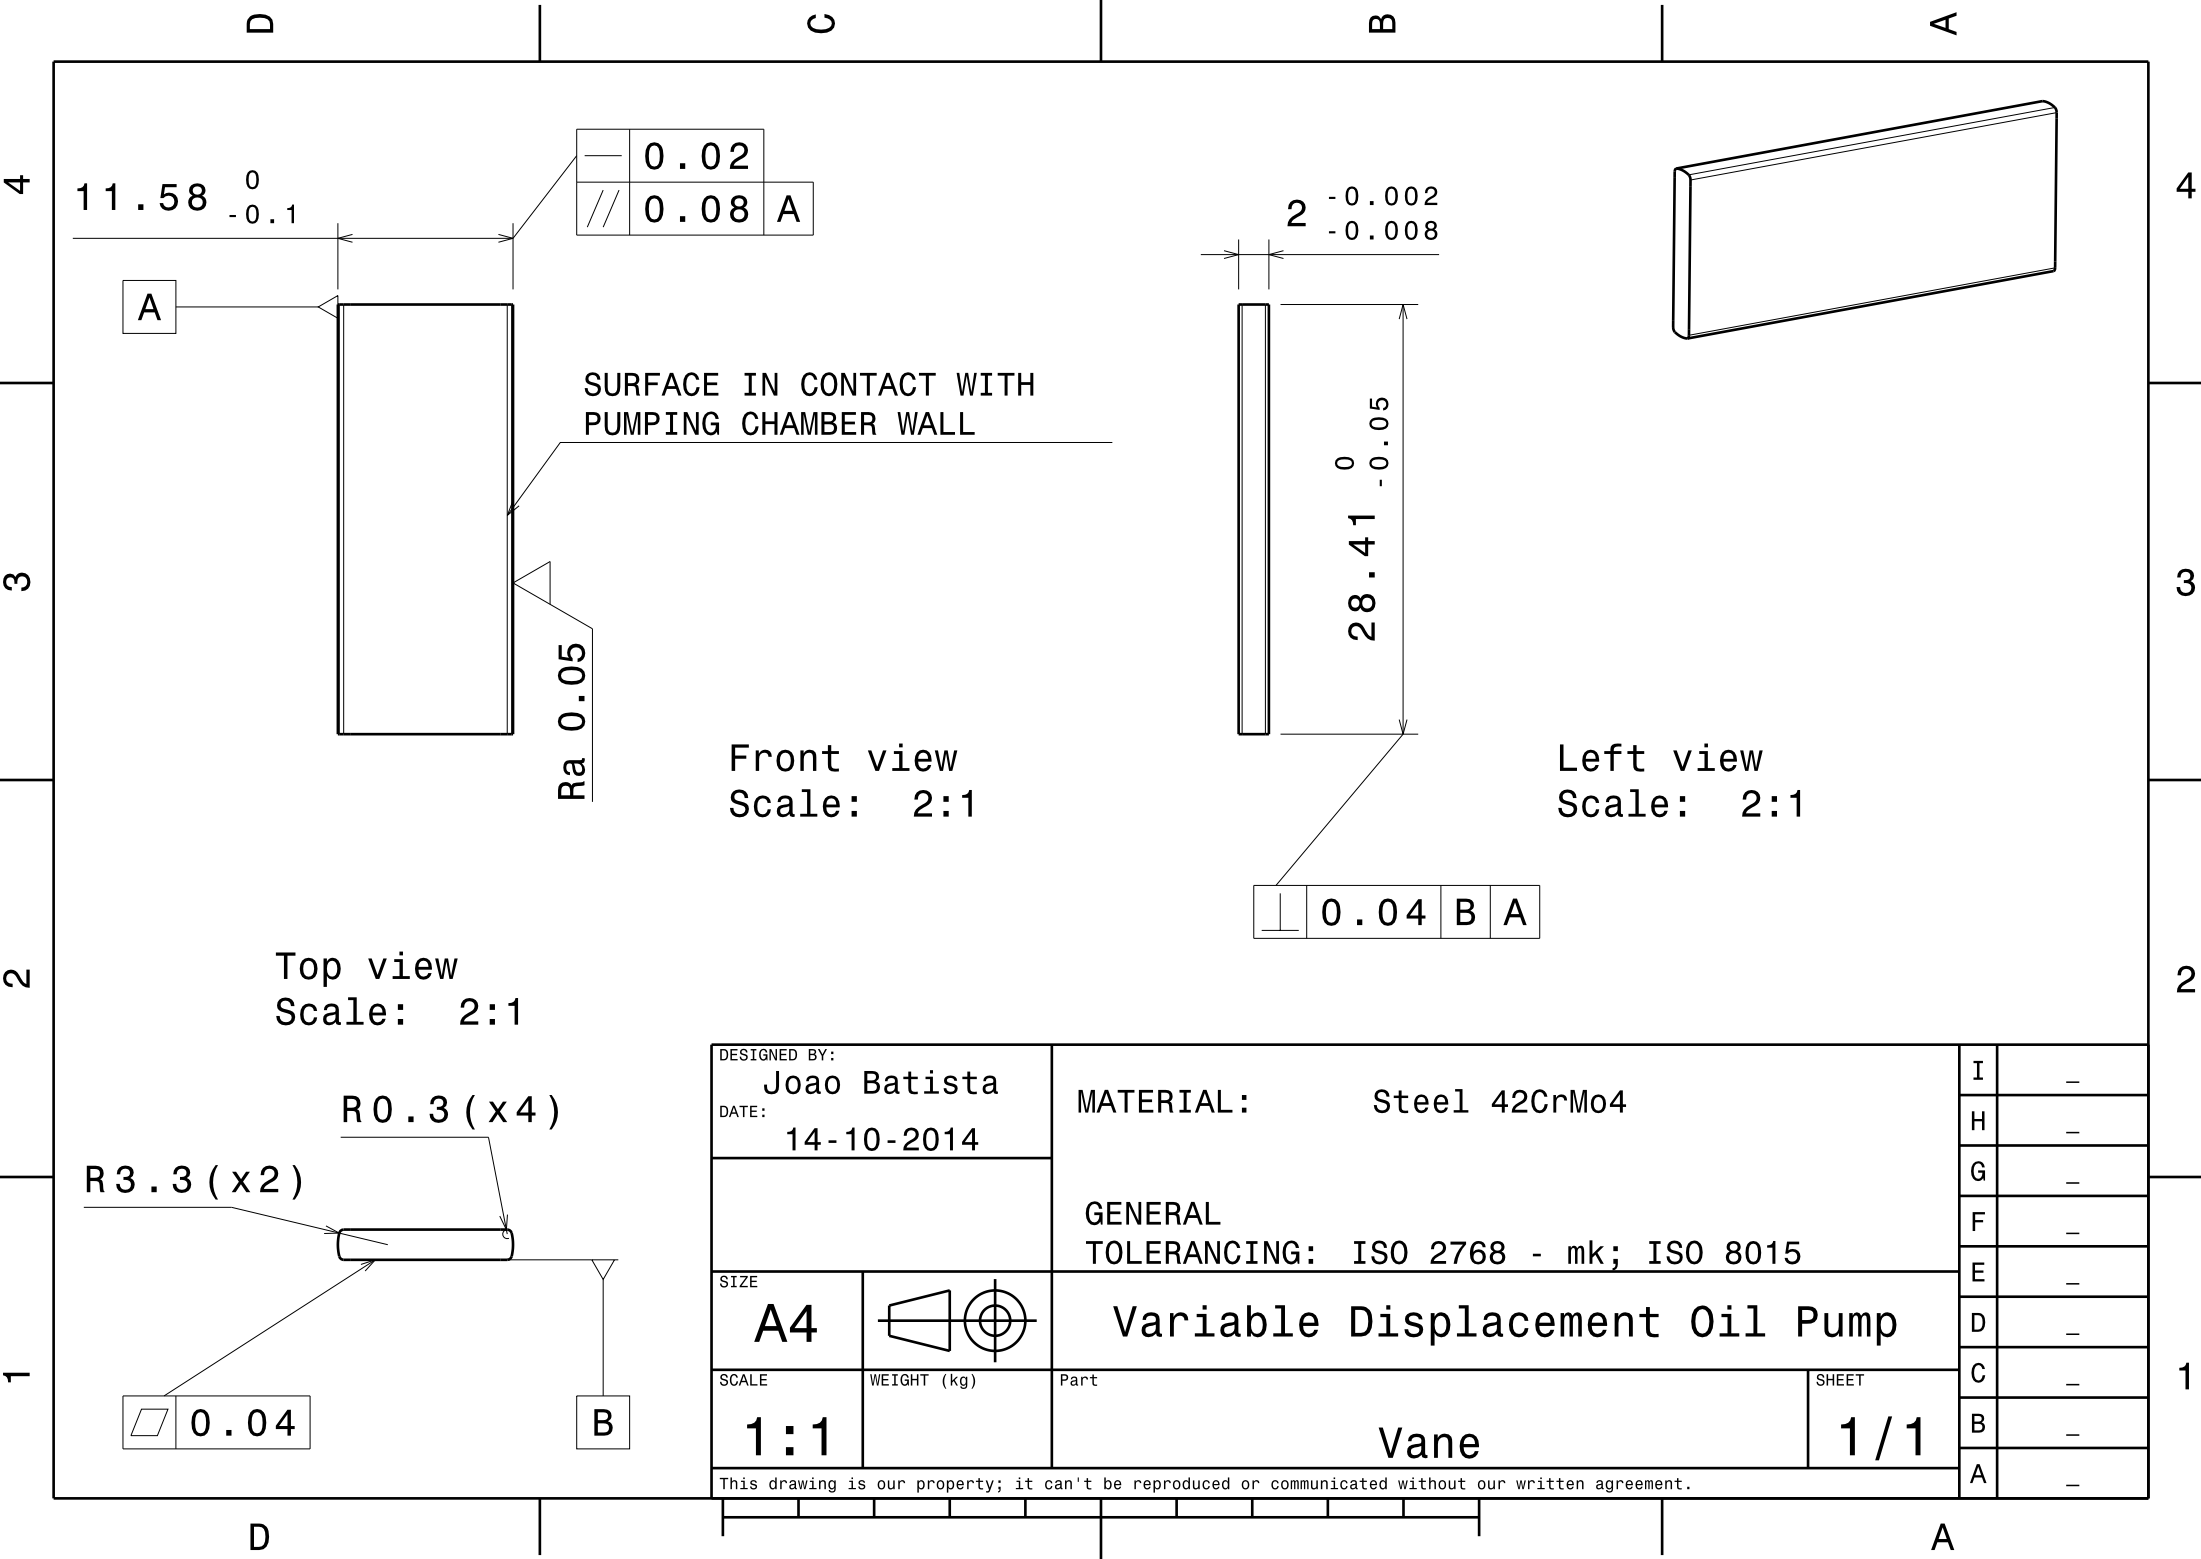 D C B A
4
4
11.58 0 -0.1
— 0.02
// 0.08 A
A
2 -0.002 -0.008
SURFACE IN CONTACT WITH
PUMPING CHAMBER WALL
28.41 0 -0.05
3
3
Ra 0.05
Front view
Scale: 2:1
Left view
Scale: 2:1
⊥ 0.04 B A
2
2
Top view
Scale: 2:1
R0.3(x4)
R3.3(x2)
⏥ 0.04
B
1
1
DESIGNED BY:
Joao Batista
DATE:
14-10-2014
MATERIAL: Steel 42CrMo4
GENERAL
TOLERANCING: ISO 2768 - mk; ISO 8015
SIZE
A4
Variable Displacement Oil Pump
SCALE
1:1
WEIGHT (kg)
Part
Vane
SHEET
1/1
This drawing is our property; it can't be reproduced or communicated without our written agreement.
I _
H _
G _
F _
E _
D _
C _
B _
A _
D A